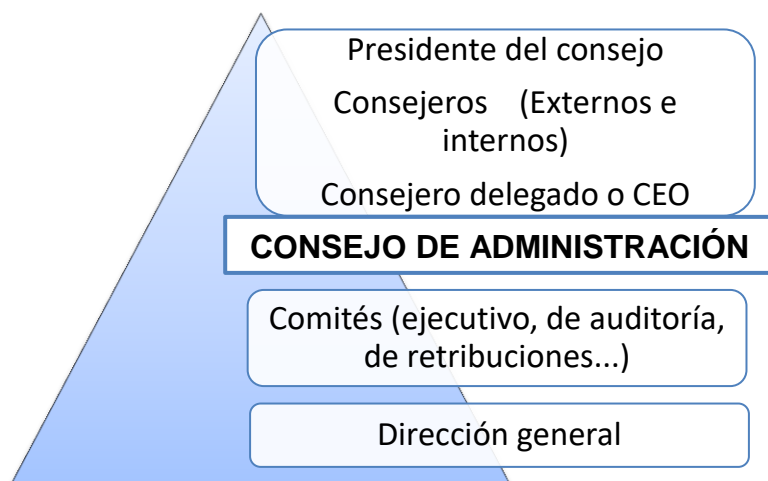 Presidente del consejo
Consejeros (Externos e
internos)
Consejero delegado o CEO
CONSEJO DE ADMINISTRACIÓN
Comités (ejecutivo, de auditoría,
de retribuciones...)
Dirección general